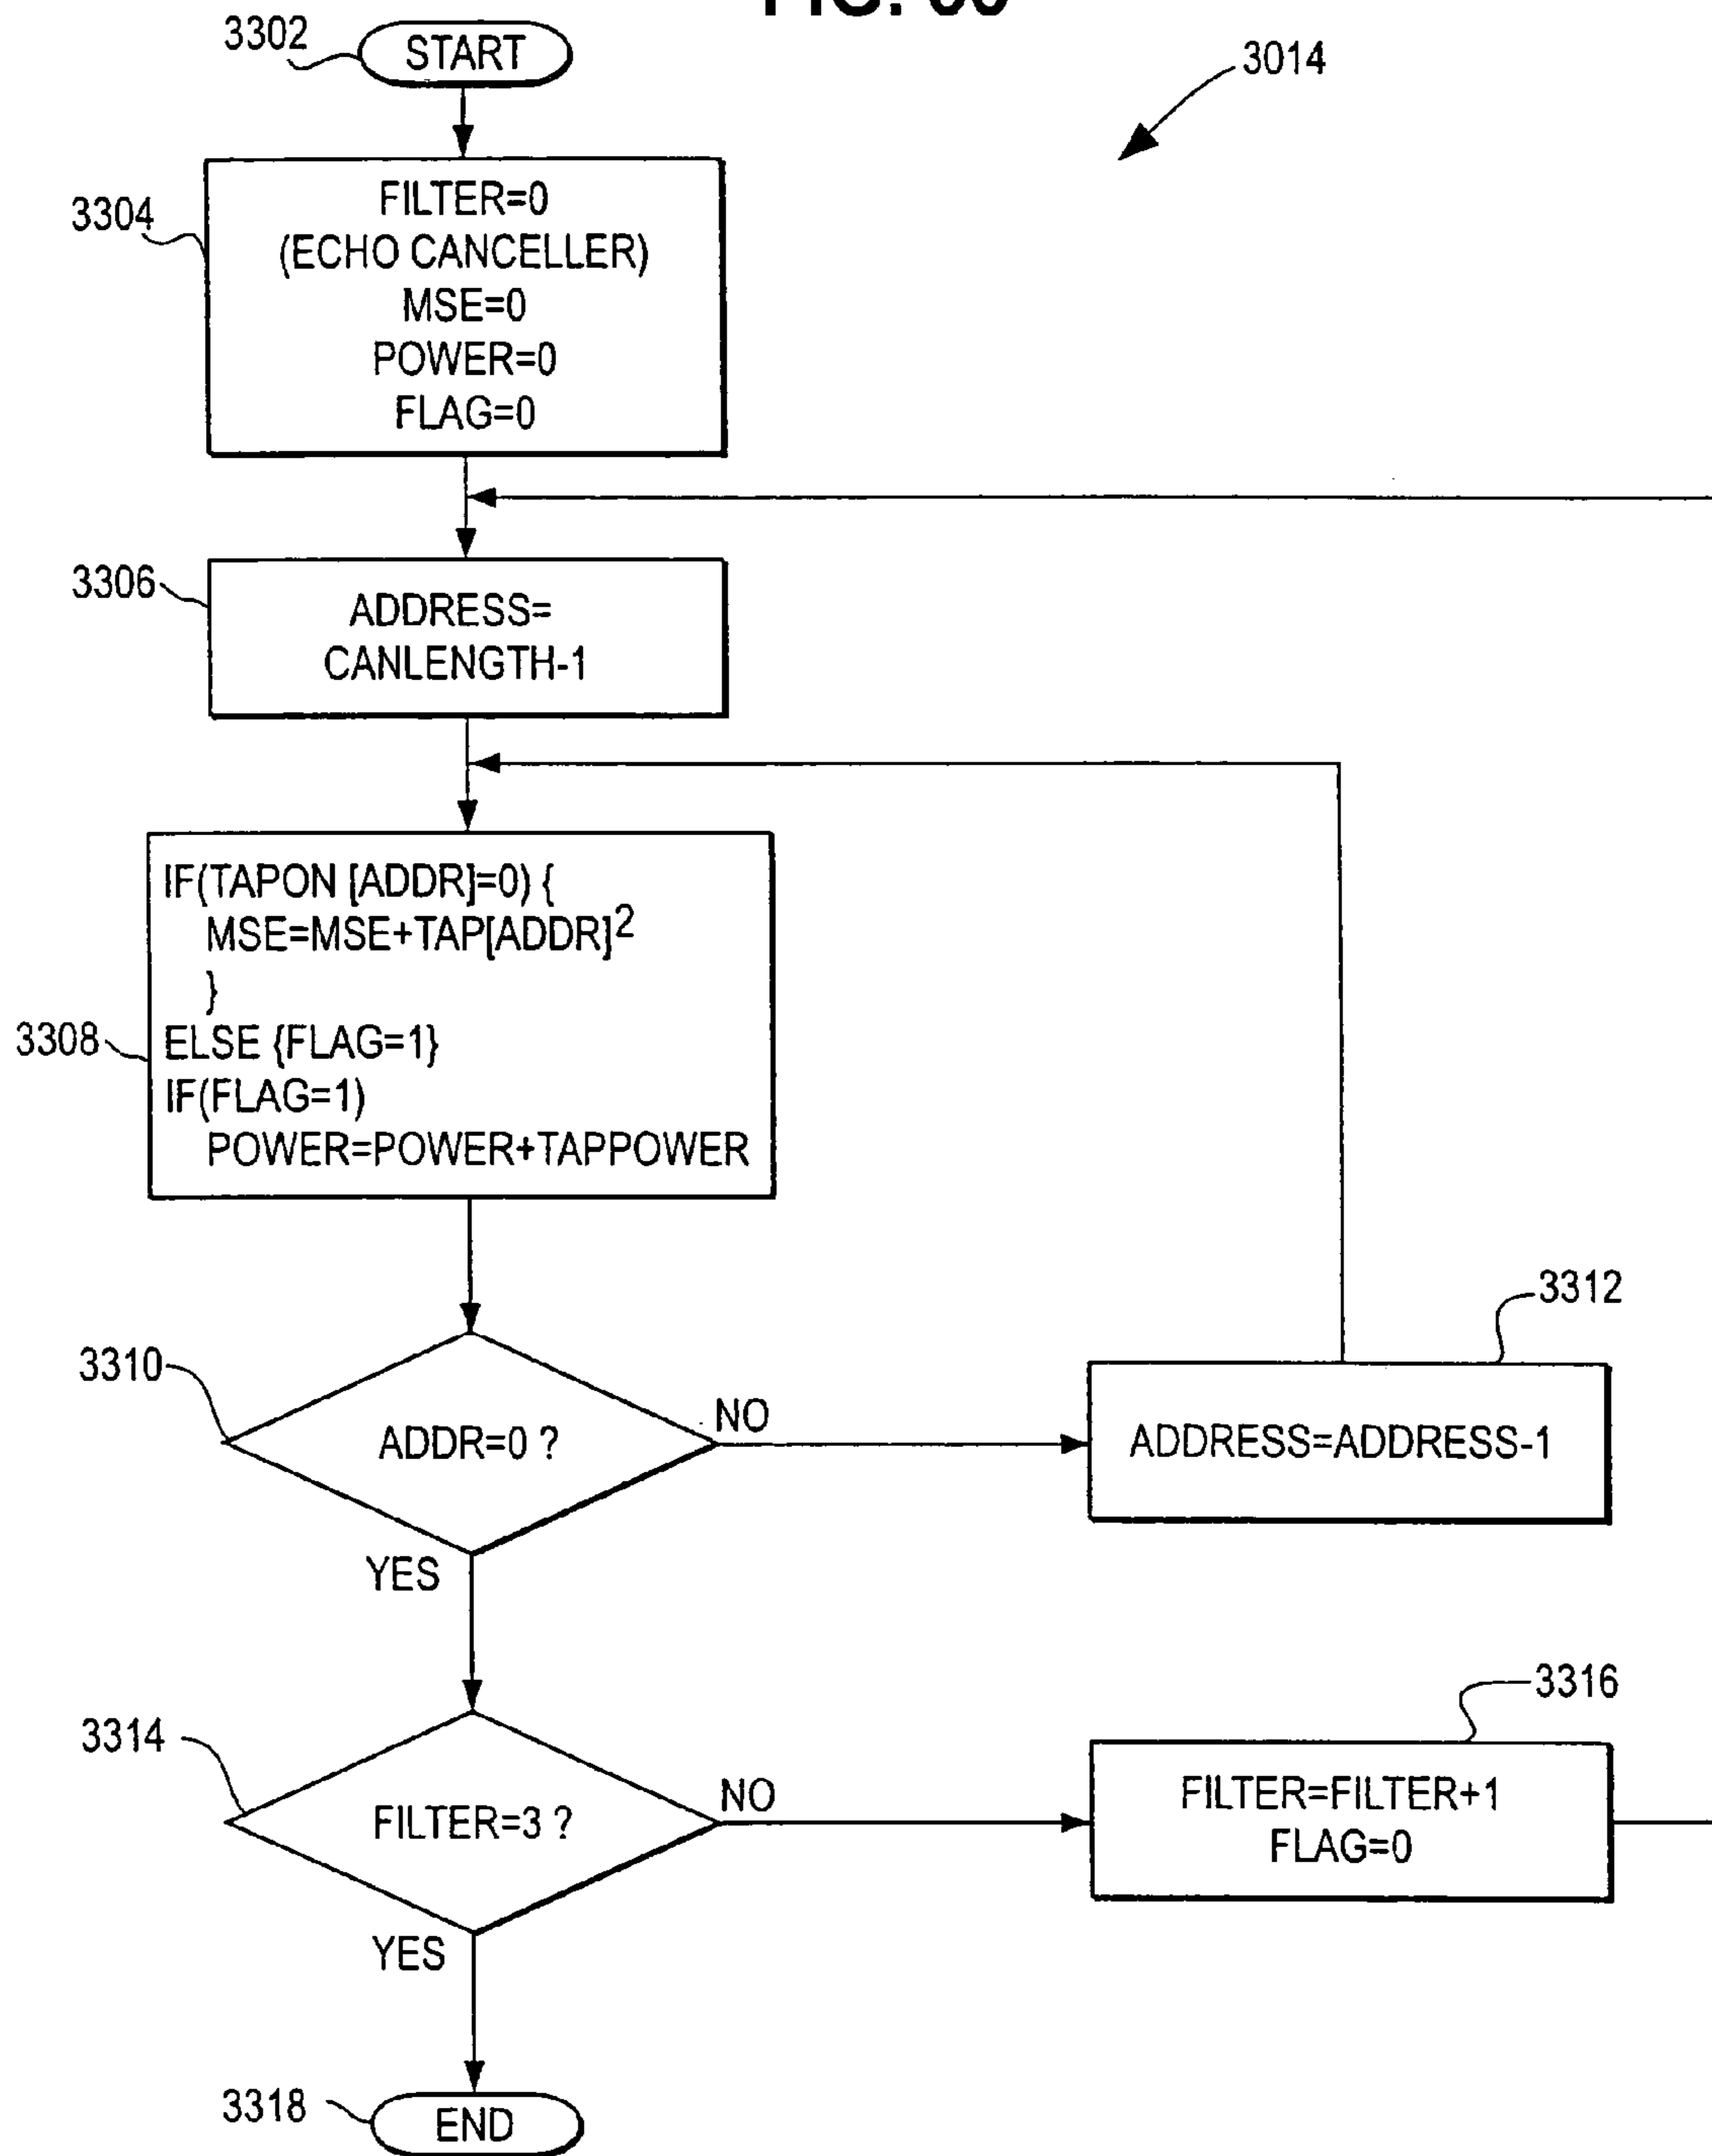 3302
START
3014
3304
FILTER=0
(ECHO CANCELLER)
MSE=0
POWER=0
FLAG=0
3306
ADDRESS=
CANLENGTH-1
3308
IF(TAPON [ADDR]=0) {
MSE=MSE+TAP[ADDR]2
}
ELSE {FLAG=1}
IF(FLAG=1)
POWER=POWER+TAPPOWER
3310
ADDR=0 ?
NO
YES
3312
ADDRESS=ADDRESS-1
3314
FILTER=3 ?
NO
YES
3316
FILTER=FILTER+1
FLAG=0
3318
END